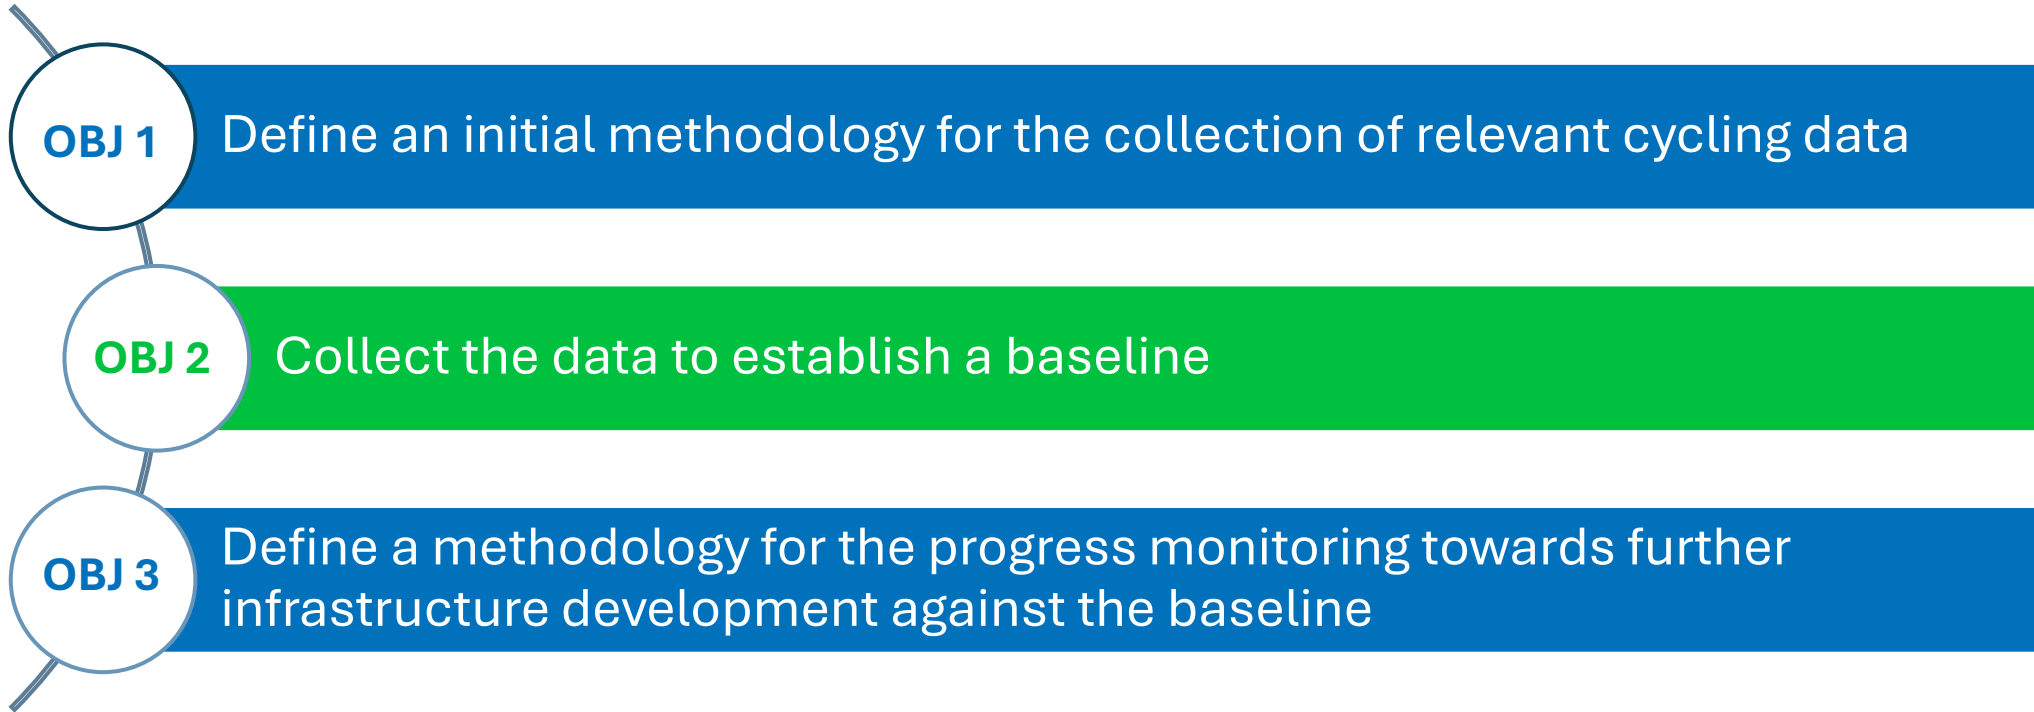 OBJ 1
Define an initial methodology for the collection of relevant cycling data
OBJ 2
Collect the data to establish a baseline
OBJ 3
Define a methodology for the progress monitoring towards further
infrastructure development against the baseline